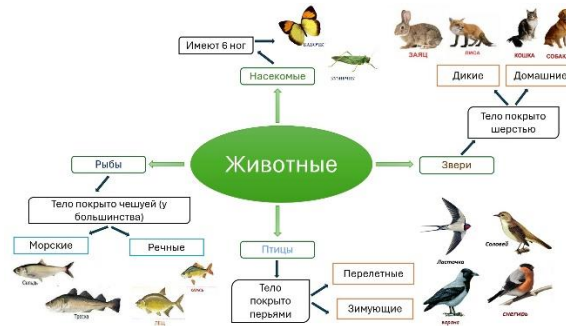 Имеют 6 ног
Насекомые
ЗАЯЦ
ЛИСА
КОШКА
СОБАК
Дикие
Домашние
Тело покрыто
шерстью
Животные
Звери
Рыбы
Тело покрыто чешуей (у
большинства)
Морские
Речные
Сельдь
Треска
ЛЕЩ
Птицы
Тело
покрыто
перьями
Перелетные
Зимующие
Ласточка
Соловей
ворона
снегирь